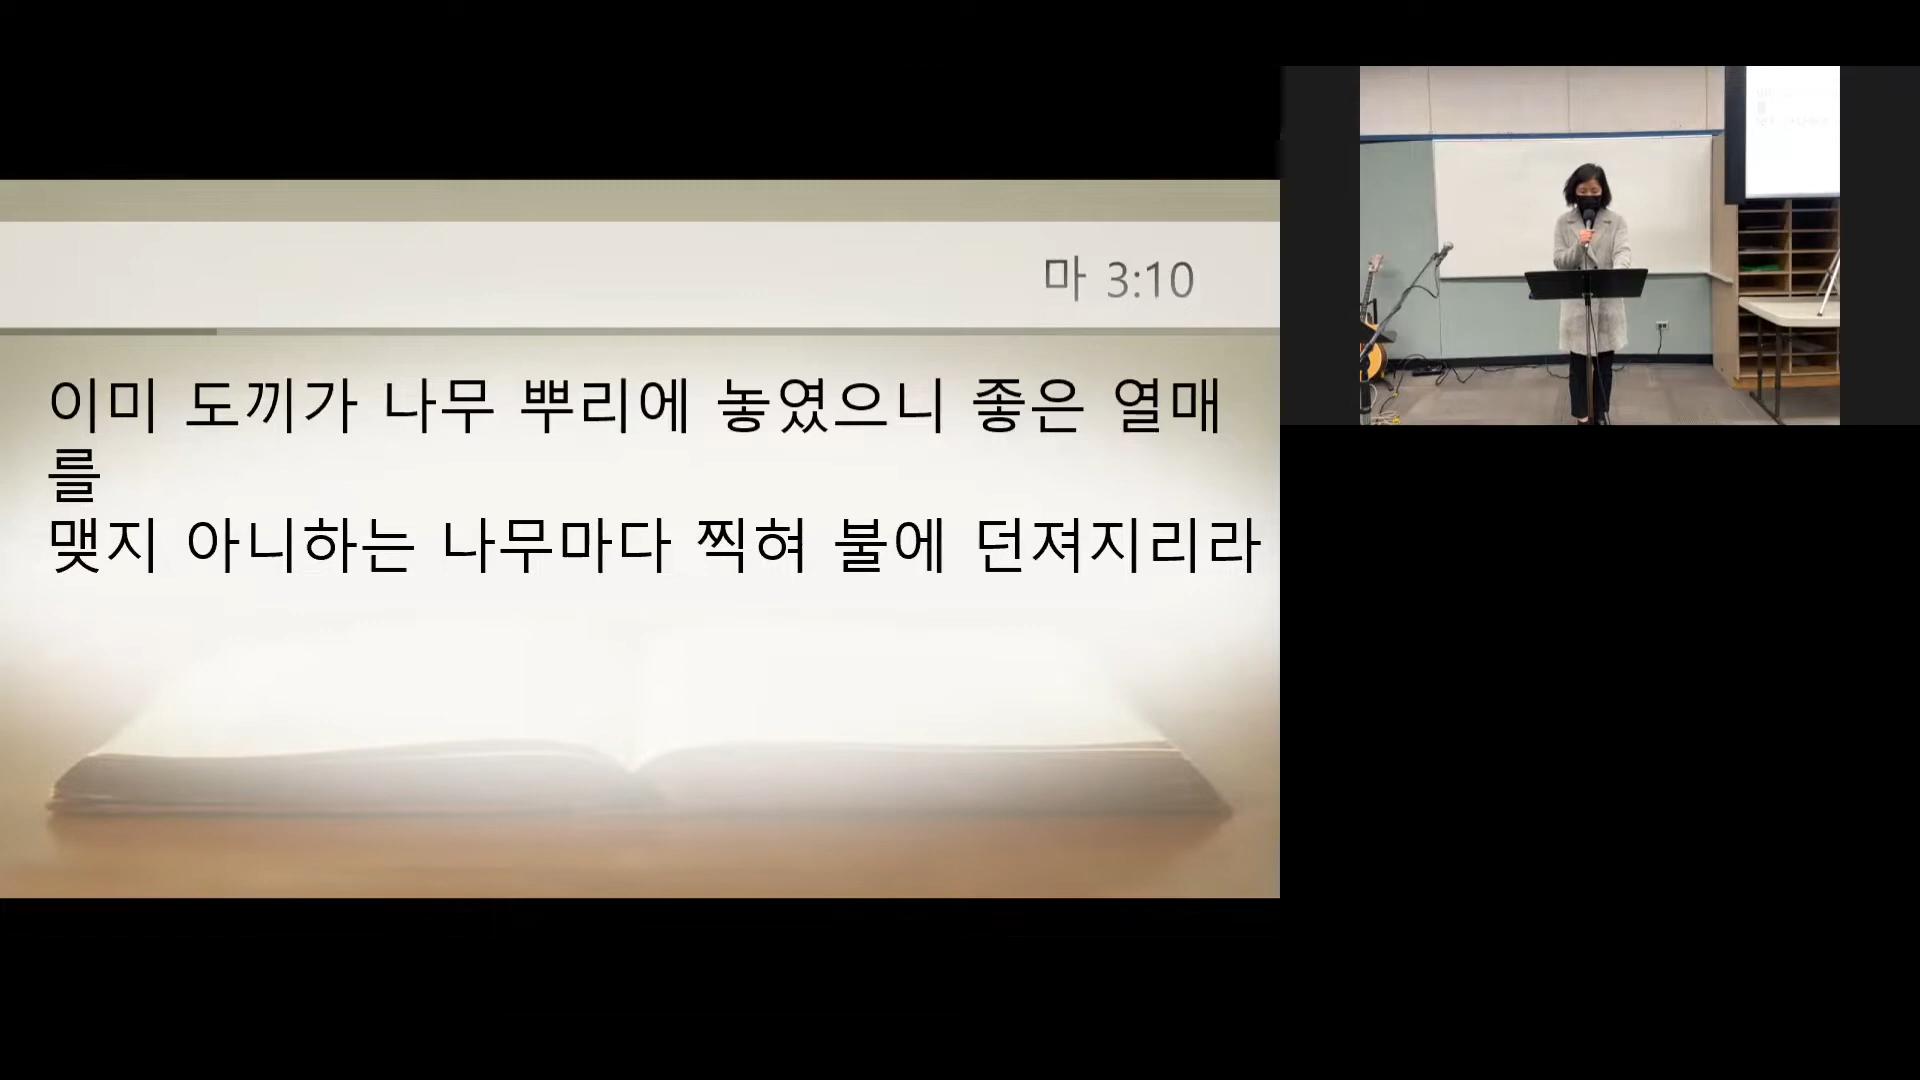 마 3:10
이미 도끼가 나무 뿌리에 놓였으니 좋은 열매
를
맺지 아니하는 나무마다 찍혀 불에 던져지리라